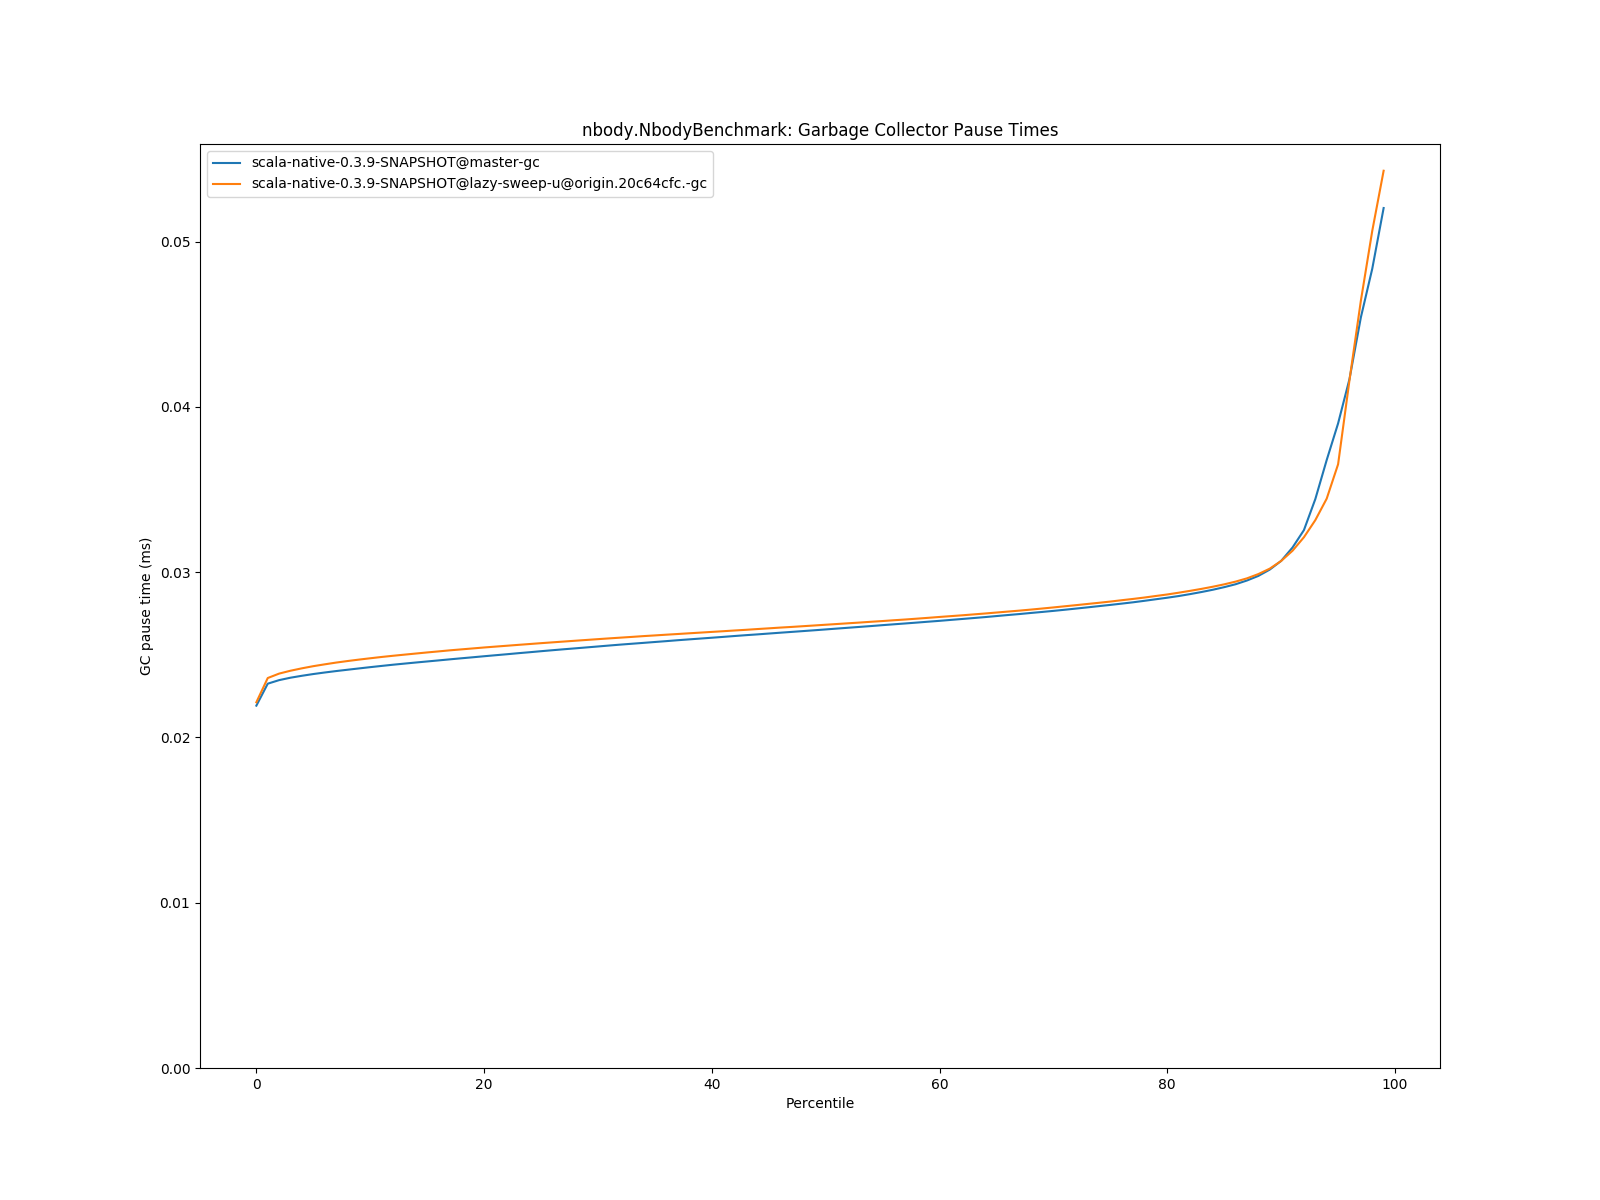 nbody.NbodyBenchmark: Garbage Collector Pause Times
scala-native-0.3.9-SNAPSHOT@master-gc
scala-native-0.3.9-SNAPSHOT@lazy-sweep-u@origin.20c64cfc.-gc
GC pause time (ms)
0.05
0.04
0.03
0.02
0.01
0.00
0 20 40 60 80 100
Percentile